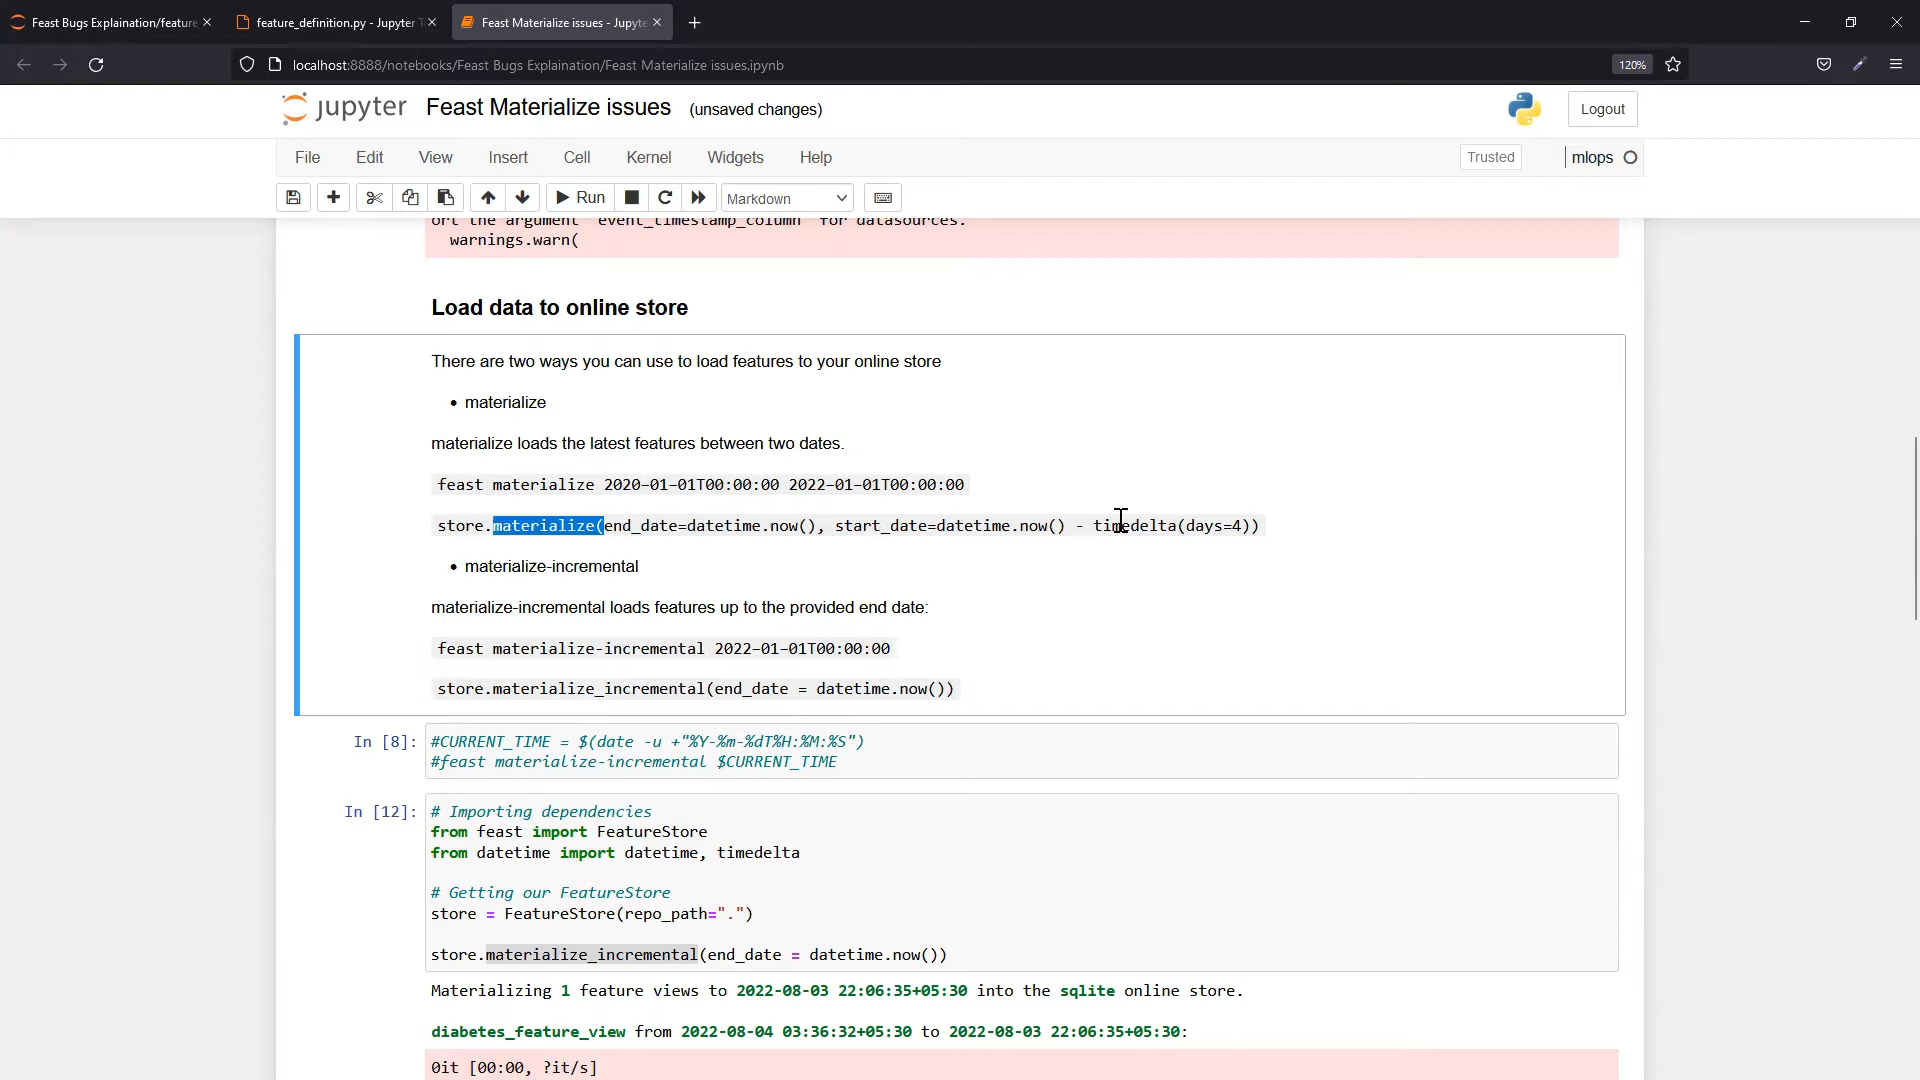 Feast Bugs Explaination/feature
feature_definition.py - Jupyter T
Feast Materialize issues - Jupyte
localhost:8888/notebooks/Feast Bugs Explaination/Feast Materialize issues.ipynb
120%
jupyter Feast Materialize issues (unsaved changes)
Logout
File Edit View Insert Cell Kernel Widgets Help
Trusted
mlops
Run
Markdown
ort the argument `event_timestamp_column` for datasources.
warnings.warn(
Load data to online store
There are two ways you can use to load features to your online store
• materialize
materialize loads the latest features between two dates.
feast materialize 2020-01-01T00:00:00 2022-01-01T00:00:00
store.materialize(end_date=datetime.now(), start_date=datetime.now() - timedelta(days=4))
• materialize-incremental
materialize-incremental loads features up to the provided end date:
feast materialize-incremental 2022-01-01T00:00:00
store.materialize_incremental(end_date = datetime.now())
In [8]: #CURRENT_TIME = $(date -u +"%Y-%m-%dT%H:%M:%S")
#feast materialize-incremental $CURRENT_TIME
In [12]: # Importing dependencies
from feast import FeatureStore
from datetime import datetime, timedelta
# Getting our FeatureStore
store = FeatureStore(repo_path=".")
store.materialize_incremental(end_date = datetime.now())
Materializing 1 feature views to 2022-08-03 22:06:35+05:30 into the sqlite online store.
diabetes_feature_view from 2022-08-04 03:36:32+05:30 to 2022-08-03 22:06:35+05:30:
0it [00:00, ?it/s]